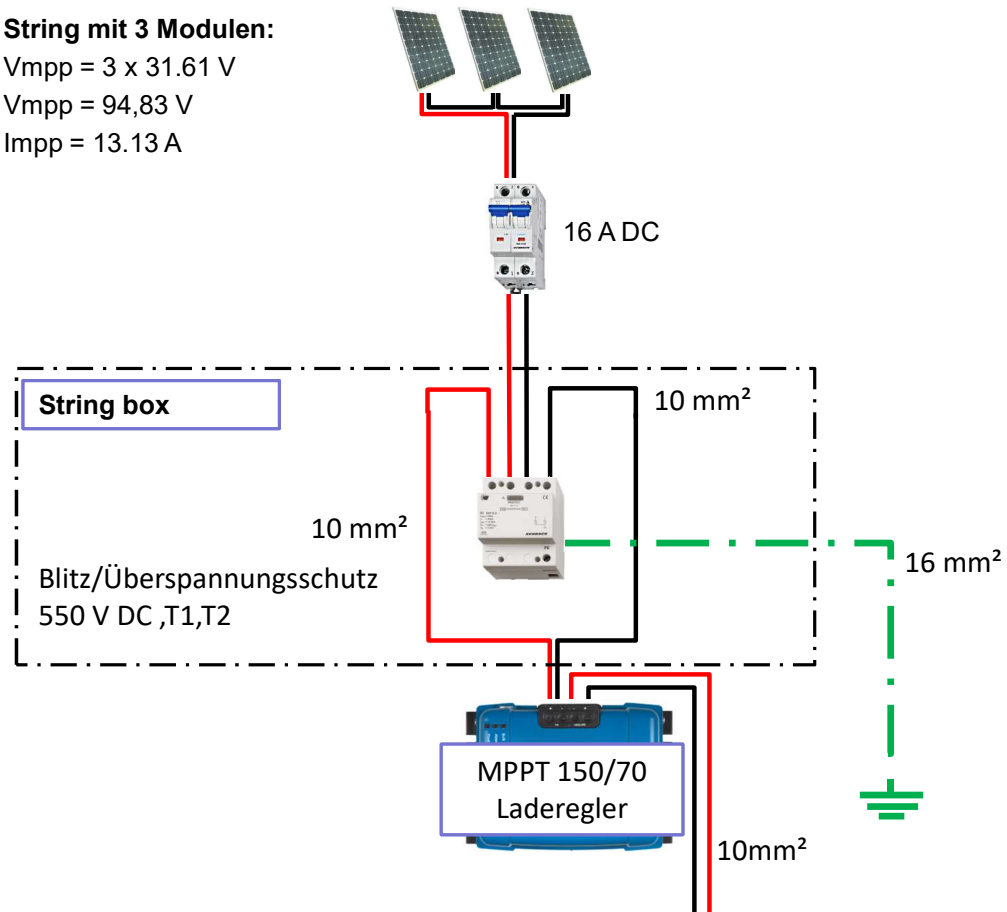 String mit 3 Modulen:
Vmpp = 3 x 31.61 V
Vmpp = 94,83 V
Impp = 13.13 A
16 A DC
String box
10 mm²
10 mm²
Blitz/Überspannungsschutz
550 V DC ,T1,T2
16 mm²
MPPT 150/70
Laderegler
10mm²